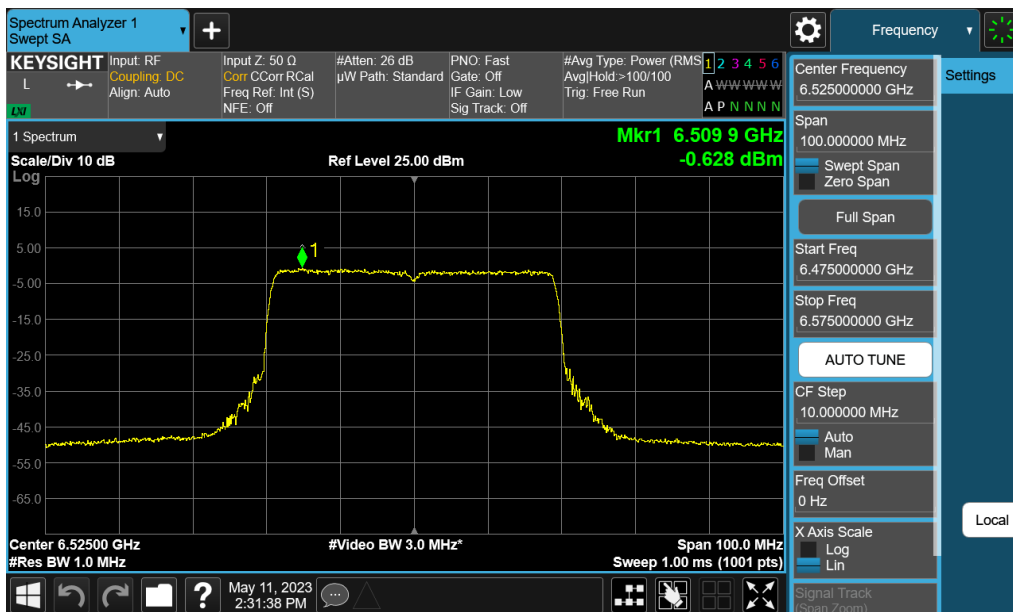 Spectrum Analyzer 1
Swept SA
+
Frequency
KEYSIGHT
L
LXI
Input: RF
Coupling: DC
Align: Auto
Input Z: 50 Ω
Corr CCorr RCal
Freq Ref: Int (S)
NFE: Off
#Atten: 26 dB
µW Path: Standard
PNO: Fast
Gate: Off
IF Gain: Low
Sig Track: Off
#Avg Type: Power (RMS
Avg|Hold:>100/100
Trig: Free Run
1 2 3 4 5 6
A W W W W W
A P N N N N
1 Spectrum
Mkr1 6.509 9 GHz
Scale/Div 10 dB
Ref Level 25.00 dBm
-0.628 dBm
Log
15.0
1
5.00
-5.00
-15.0
-25.0
-35.0
-45.0
-55.0
-65.0
Center 6.52500 GHz
#Video BW 3.0 MHz*
Span 100.0 MHz
#Res BW 1.0 MHz
Sweep 1.00 ms (1001 pts)
?
May 11, 2023
2:31:38 PM
Center Frequency
6.525000000 GHz
Span
100.000000 MHz
Swept Span
Zero Span
Full Span
Start Freq
6.475000000 GHz
Stop Freq
6.575000000 GHz
AUTO TUNE
CF Step
10.000000 MHz
Auto
Man
Freq Offset
0 Hz
X Axis Scale
Log
Lin
Signal Track
(Span Zoom)
Settings
Local